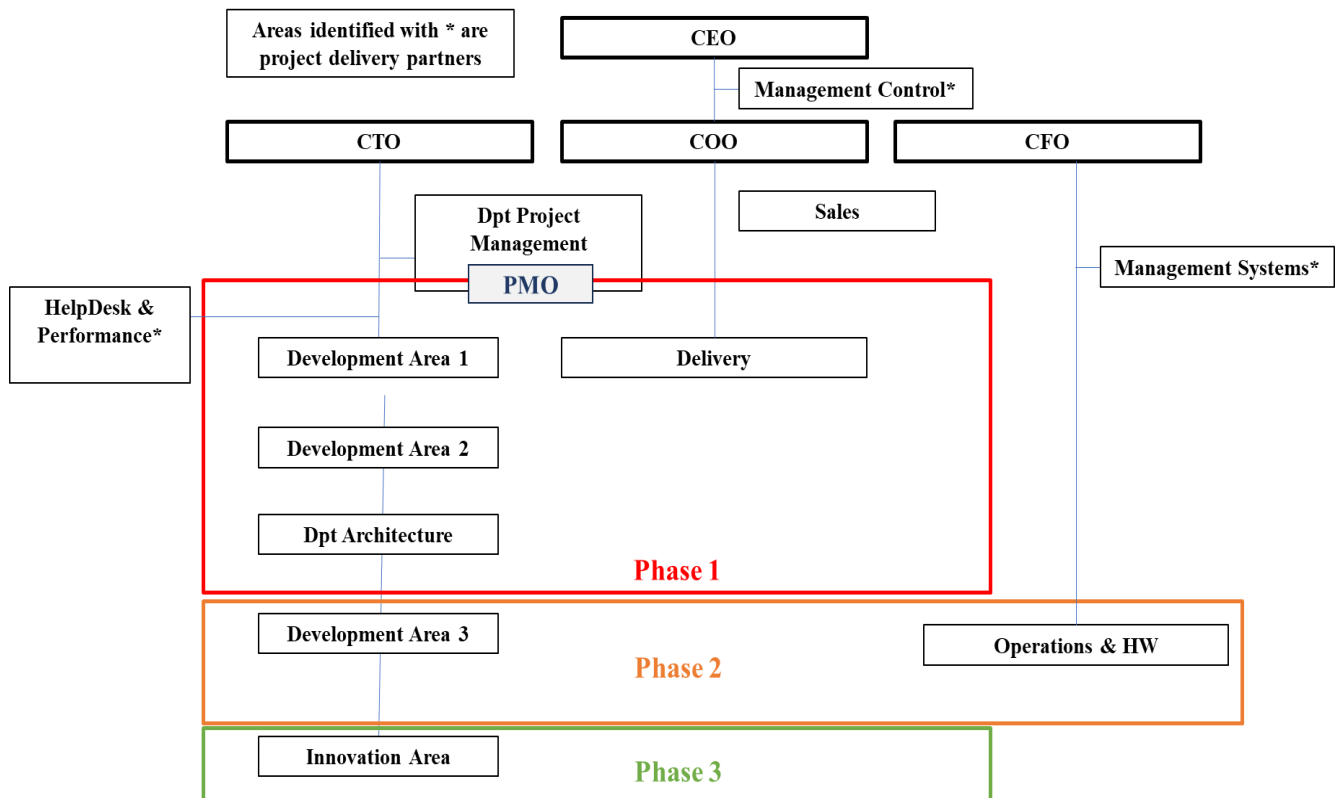 Areas identified with * are
project delivery partners
CEO
Management Control*
CTO
COO
CFO
Dpt Project
Management
PMO
Sales
Management Systems*
HelpDesk &
Performance*
Development Area 1
Delivery
Development Area 2
Dpt Architecture
Phase 1
Development Area 3
Operations & HW
Phase 2
Innovation Area
Phase 3